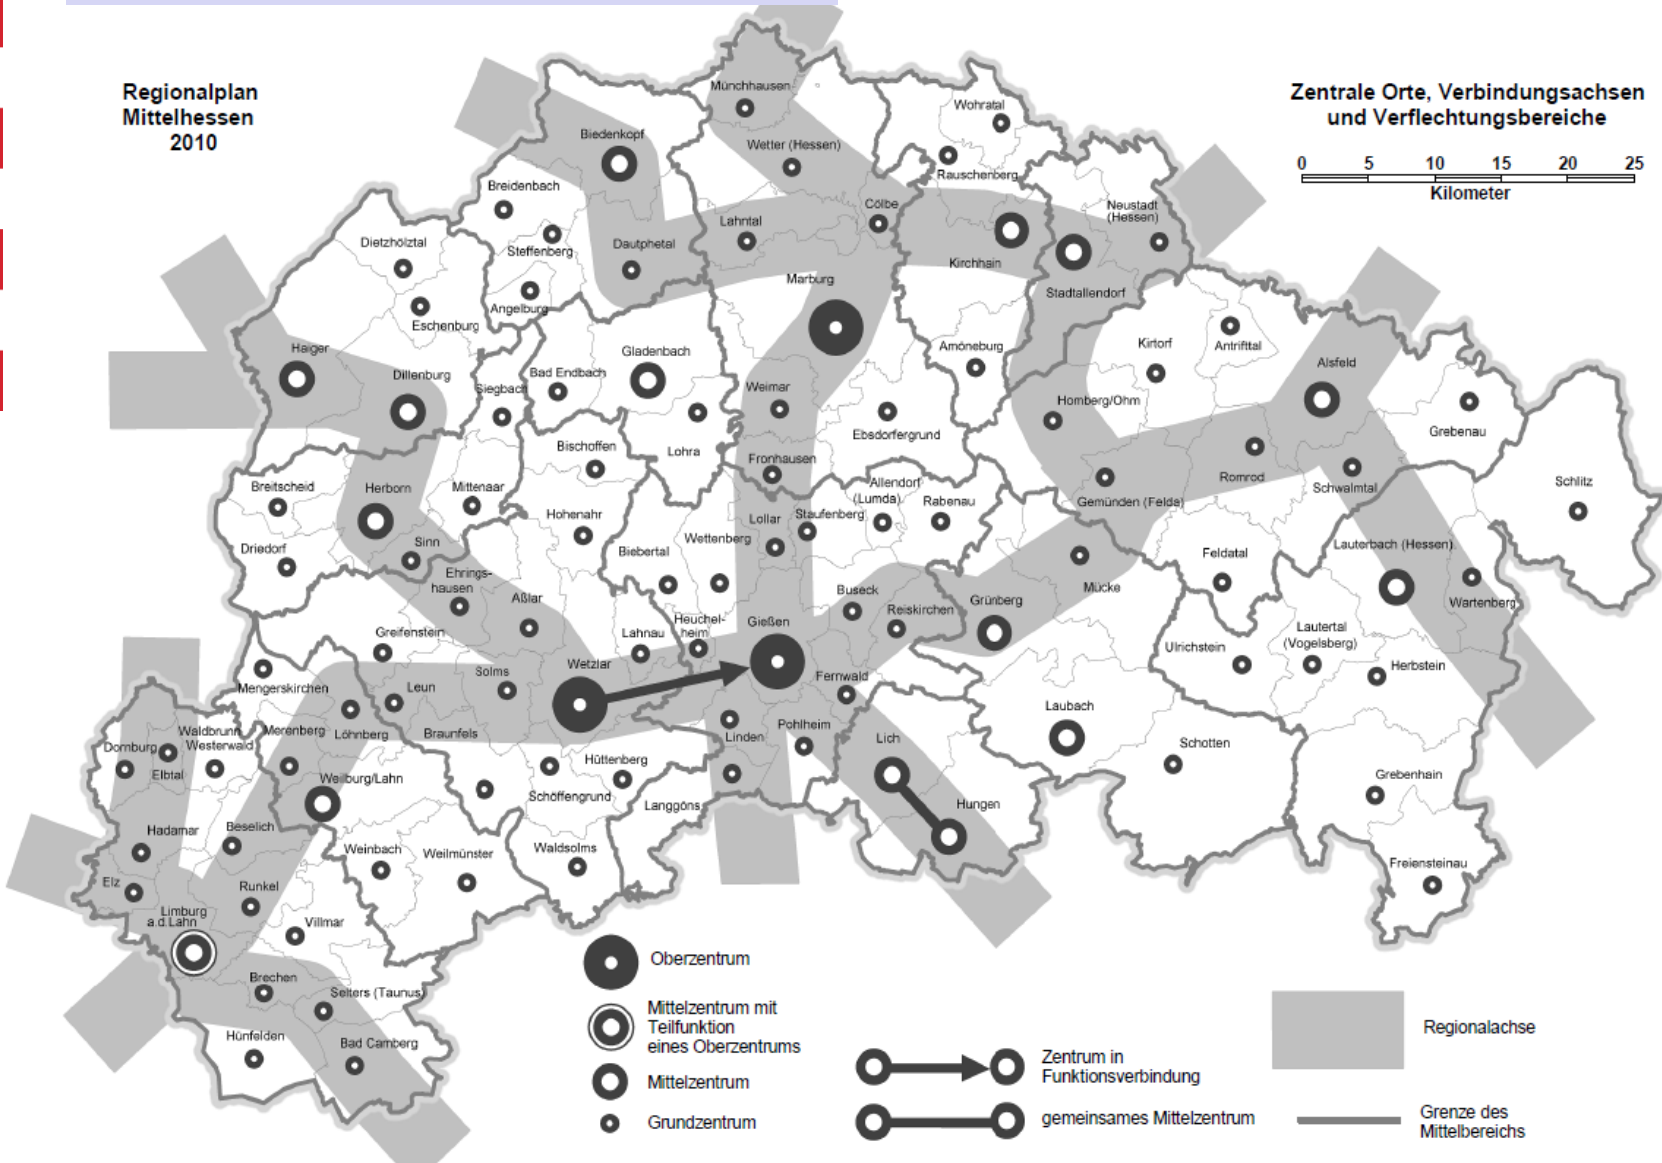 Regionalplan
Mittelhessen
2010
Zentrale Orte, Verbindungsachsen
und Verflechtungsbereiche
0 5 10 15 20 25
Kilometer
Münchhausen
Wohratal
Biedenkopf
Wetter (Hessen)
Rauschenberg
Breidenbach
Cölbe
Neustadt
(Hessen)
Lahntal
Dietzhölztal
Steffenberg
Dautphetal
Kirchhain
Marburg
Stadtallendorf
Angelburg
Eschenburg
Haiger
Gladenbach
Amöneburg
Kirtorf
Antrifttal
Alsfeld
Dillenburg
Siegbach
Bad Endbach
Weimar
Homberg/Ohm
Ebsdorfergrund
Grebenau
Bischoffen
Lohra
Fronhausen
Breitscheid
Herborn
Mittenaar
Allendorf
(Lumda)
Rabenau
Gemünden (Felda)
Romrod
Schwalmtal
Schlitz
Hohenahr
Lollar
Staufenberg
Driedorf
Sinn
Biebertal
Wettenberg
Feldatal
Lauterbach (Hessen)
Ehrings-
hausen
Aßlar
Buseck
Reiskirchen
Grünberg
Mücke
Wartenberg
Greifenstein
Lahnau
Heuchel-
heim
Gießen
Lautertal
(Vogelsberg)
Ulrichstein
Herbstein
Wetzlar
Solms
Fernwald
Mengerskirchen
Leun
Laubach
Merenberg
Löhnberg
Braunfels
Linden
Pohlheim
Lich
Schotten
Waldbrunn
Westerwald
Dornburg
Elbtal
Weilburg/Lahn
Hüttenberg
Schöffengrund
Langgöns
Hungen
Grebenhain
Hadamar
Beselich
Weinbach
Weilmünster
Waldsolms
Freiensteinau
Elz
Runkel
Limburg
a.d.Lahn
Villmar
Brechen
Selters (Taunus)
Hünfelden
Bad Camberg
Oberzentrum
Mittelzentrum mit
Teilfunktion
eines Oberzentrums
Mittelzentrum
Grundzentrum
Zentrum in
Funktionsverbindung
gemeinsames Mittelzentrum
Regionalachse
Grenze des
Mittelbereichs